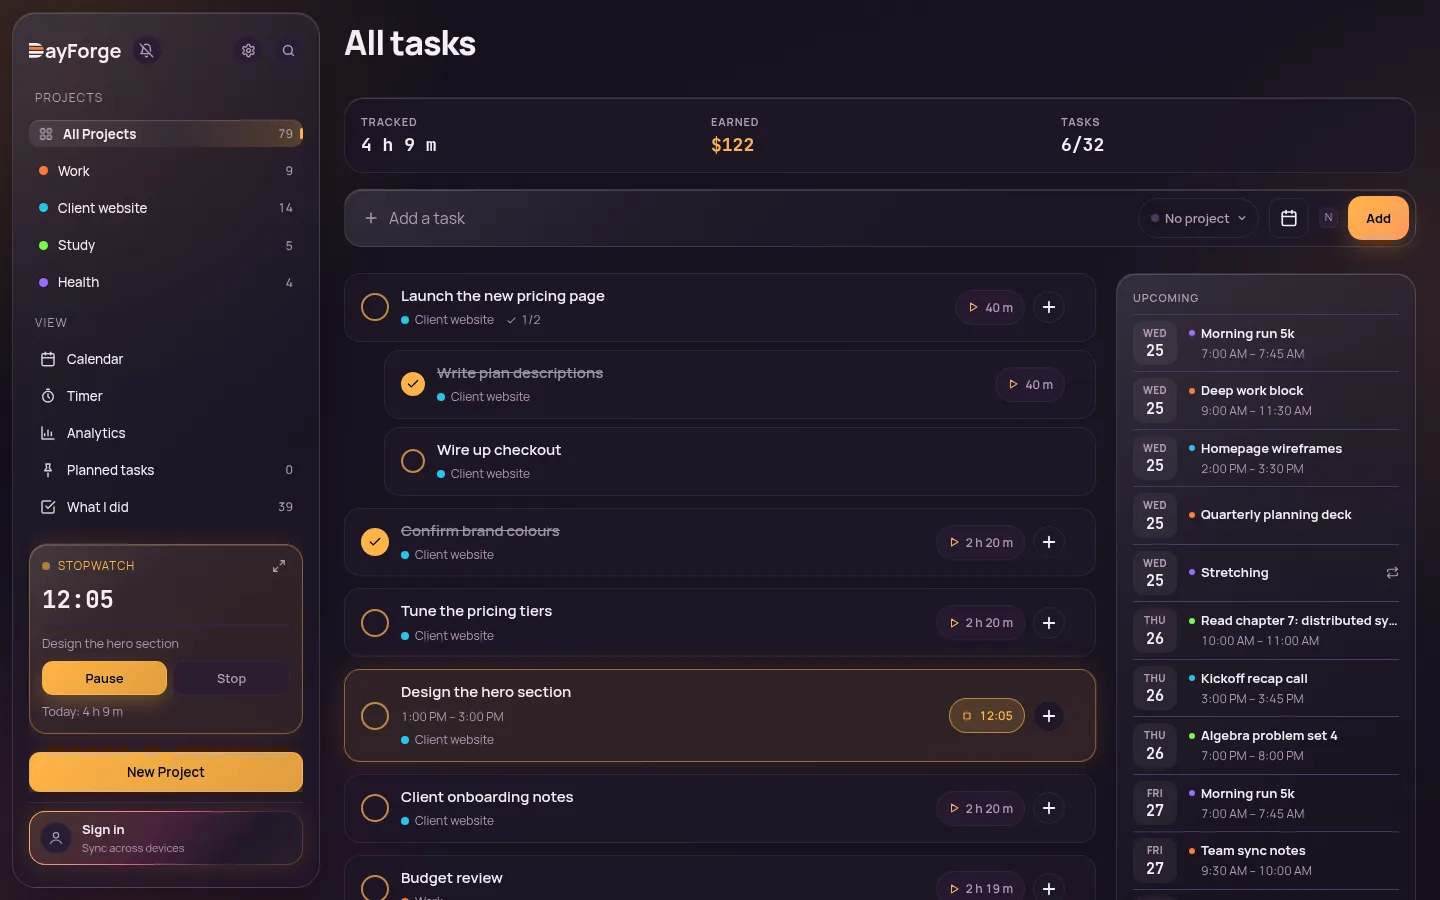 DayForge
PROJECTS
All Projects 79
Work 9
Client website 14
Study 5
Health 4
VIEW
Calendar
Timer
Analytics
Planned tasks 0
What I did 39
STOPWATCH
12:05
Design the hero section
Pause Stop
Today: 4 h 9 m
New Project
Sign in
Sync across devices
All tasks
TRACKED EARNED TASKS
4 h 9 m $122 6/32
Add a task No project N Add
Launch the new pricing page
Client website 1/2 40 m
Write plan descriptions
Client website 40 m
Wire up checkout
Client website
Confirm brand colours
Client website 2 h 20 m
Tune the pricing tiers
Client website 2 h 20 m
Design the hero section
1:00 PM – 3:00 PM 12:05
Client website
Client onboarding notes
Client website 2 h 20 m
Budget review
Work 2 h 19 m
UPCOMING
WED 25 Morning run 5k
7:00 AM – 7:45 AM
WED 25 Deep work block
9:00 AM – 11:30 AM
WED 25 Homepage wireframes
2:00 PM – 3:30 PM
WED 25 Quarterly planning deck
WED 25 Stretching
THU 26 Read chapter 7: distributed sy...
10:00 AM – 11:00 AM
THU 26 Kickoff recap call
3:00 PM – 3:45 PM
THU 26 Algebra problem set 4
7:00 PM – 8:00 PM
FRI 27 Morning run 5k
7:00 AM – 7:45 AM
FRI 27 Team sync notes
9:30 AM – 10:00 AM